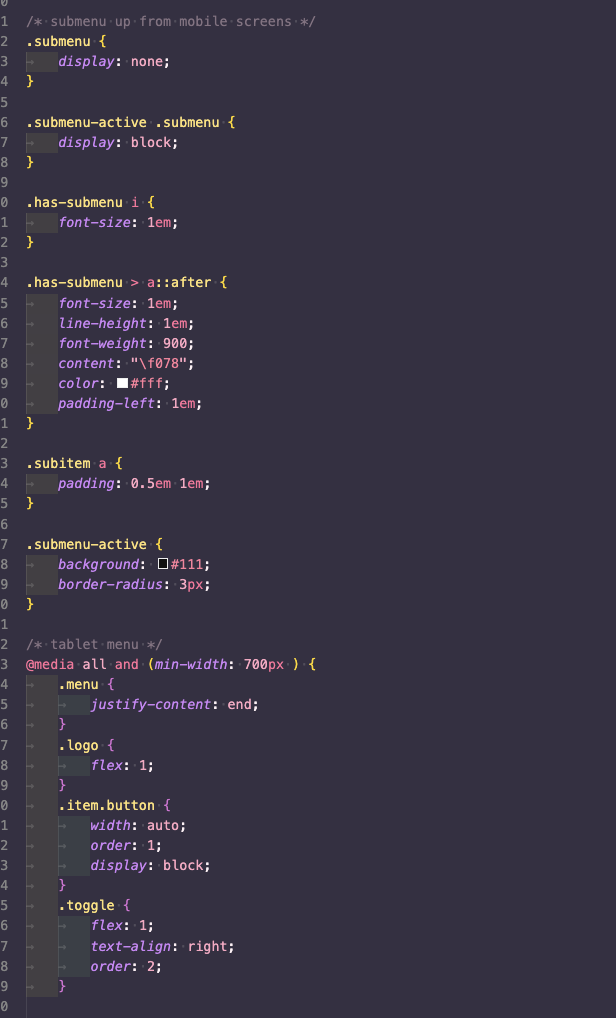 0
1 /* submenu up from mobile screens */
2 .submenu {
3 display: none;
4 }
5
6 .submenu-active .submenu {
7 display: block;
8 }
9
0 .has-submenu i {
1 font-size: 1em;
2 }
3
4 .has-submenu > a::after {
5 font-size: 1em;
6 line-height: 1em;
7 font-weight: 900;
8 content: "\f078";
9 color: #fff;
0 padding-left: 1em;
1 }
2
3 .subitem a {
4 padding: 0.5em 1em;
5 }
6
7 .submenu-active {
8 background: #111;
9 border-radius: 3px;
0 }
1
2 /* tablet menu */
3 @media all and (min-width: 700px ) {
4 .menu {
5 justify-content: end;
6 }
7 .logo {
8 flex: 1;
9 }
0 .item.button {
1 width: auto;
2 order: 1;
3 display: block;
4 }
5 .toggle {
6 flex: 1;
7 text-align: right;
8 order: 2;
9 }
0